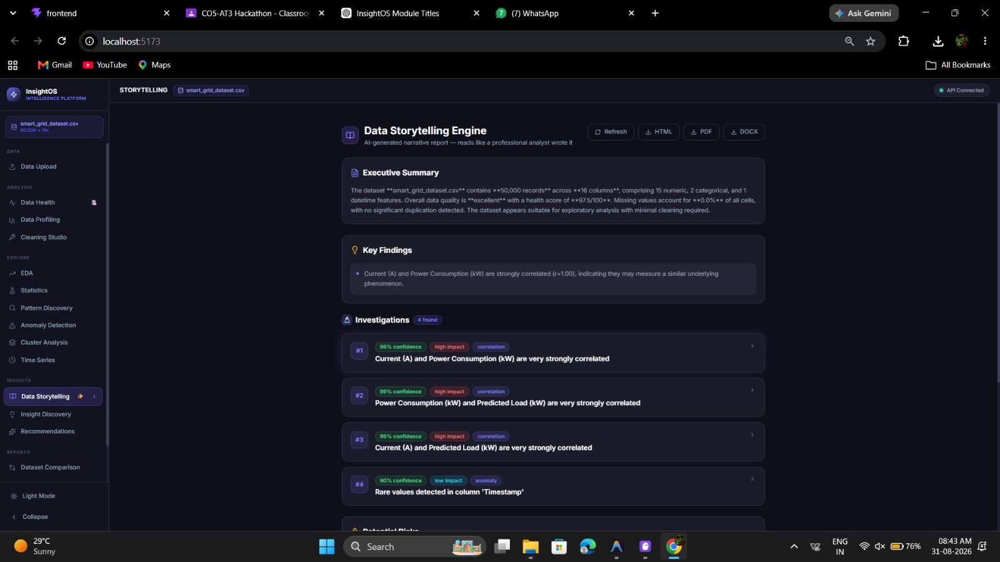 frontend
CO5-AT3 Hackathon - Classroo
InsightOS Module Titles
(7) WhatsApp
Ask Gemini
localhost:5173
Gmail
YouTube
Maps
All Bookmarks
InsightOS
INTELLIGENCE PLATFORM
STORYTELLING
smart_grid_dataset.csv
API Connected
smart_grid_dataset.csv
50,000r × 16c
DATA
Data Upload
ANALYSIS
Data Health
Data Profiling
Cleaning Studio
EXPLORE
EDA
Statistics
Pattern Discovery
Anomaly Detection
Cluster Analysis
Time Series
INSIGHTS
Data Storytelling
Insight Discovery
Recommendations
REPORTS
Dataset Comparison
Light Mode
Collapse
Data Storytelling Engine
AI-generated narrative report — reads like a professional analyst wrote it
Refresh
HTML
PDF
DOCX
Executive Summary
The dataset **smart_grid_dataset.csv** contains **50,000 records** across **16 columns**, comprising 15 numeric, 2 categorical, and 1
datetime features. Overall data quality is **excellent** with a health score of **97.5/100**. Missing values account for **0.0%** of all cells,
with no significant duplication detected. The dataset appears suitable for exploratory analysis with minimal cleaning required.
Key Findings
Current (A) and Power Consumption (kW) are strongly correlated (r=1.00), indicating they may measure a similar underlying
phenomenon.
Investigations
4 found
#1
99% confidence
high impact
correlation
Current (A) and Power Consumption (kW) are very strongly correlated
#2
99% confidence
high impact
correlation
Power Consumption (kW) and Predicted Load (kW) are very strongly correlated
#3
99% confidence
high impact
correlation
Current (A) and Predicted Load (kW) are very strongly correlated
#4
90% confidence
low impact
anomaly
Rare values detected in column 'Timestamp'
Potential Risks
29°C
Sunny
Search
ENG
IN
76%
08:43 AM
31-08-2026